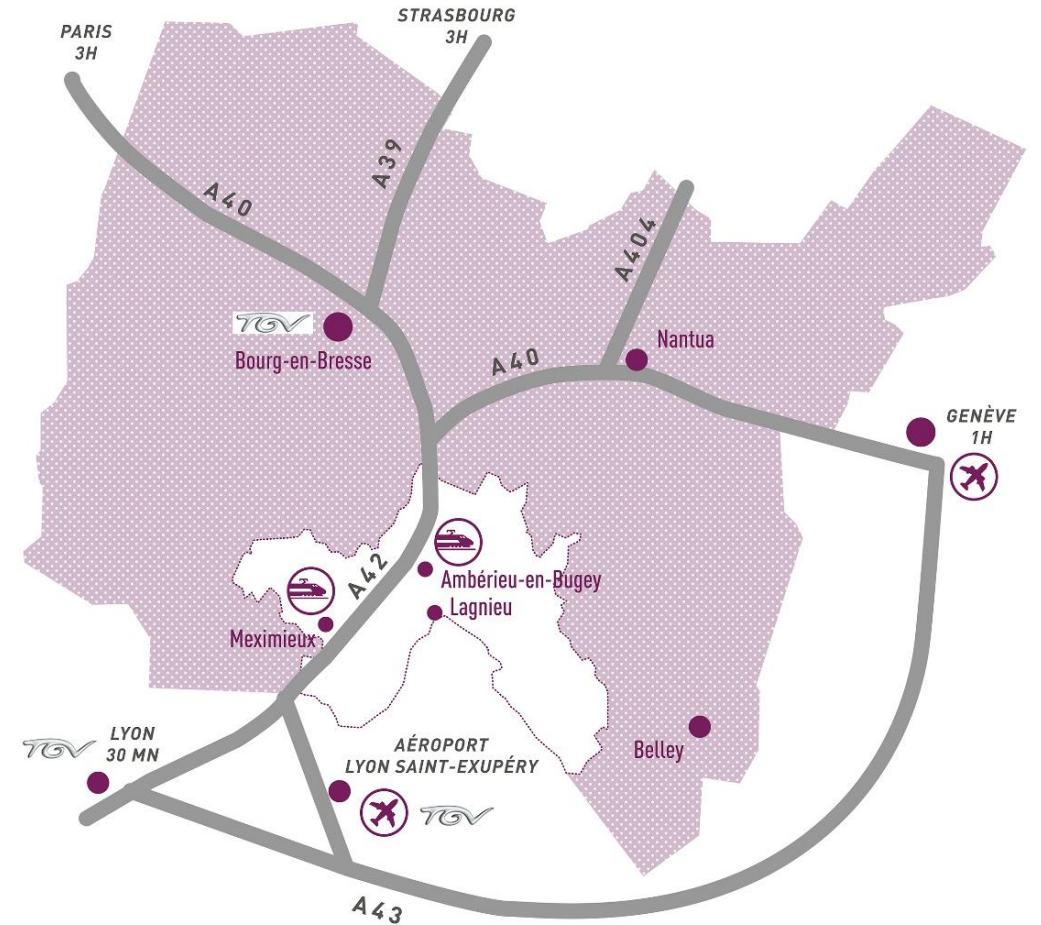 PARIS
3H
STRASBOURG
3H
A39
A40
A404
TGV
Bourg-en-Bresse
Nantua
A40
GENÈVE
1H
A42
Ambérieu-en-Bugey
Lagnieu
Meximieux
Belley
TGV
LYON
30 MN
AÉROPORT
LYON SAINT-EXUPÉRY
TGV
A43